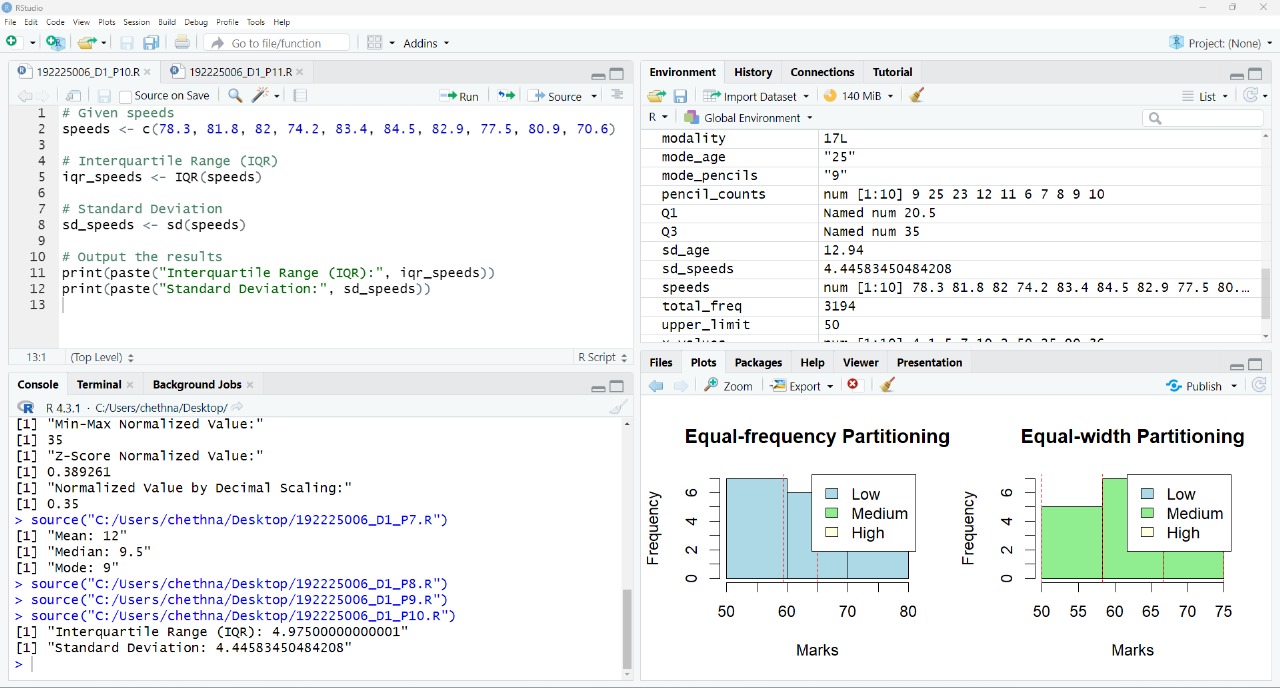 RStudio
File Edit Code View Plots Session Build Debug Profile Tools Help
Go to file/function Addins Project: (None)
192225006_D1_P10.R 192225006_D1_P11.R
Source on Save Run Source
1 # Given speeds
2 speeds <- c(78.3, 81.8, 82, 74.2, 83.4, 84.5, 82.9, 77.5, 80.9, 70.6)
3
4 # Interquartile Range (IQR)
5 iqr_speeds <- IQR(speeds)
6
7 # Standard Deviation
8 sd_speeds <- sd(speeds)
9
10 # Output the results
11 print(paste("Interquartile Range (IQR):", iqr_speeds))
12 print(paste("Standard Deviation:", sd_speeds))
13
13:1 (Top Level) R Script
Console Terminal Background Jobs
R 4.3.1 · C:/Users/chethna/Desktop/
[1] "Min-Max Normalized Value:"
[1] 35
[1] "Z-Score Normalized Value:"
[1] 0.389261
[1] "Normalized Value by Decimal Scaling:"
[1] 0.35
> source("C:/Users/chethna/Desktop/192225006_D1_P7.R")
[1] "Mean: 12"
[1] "Median: 9.5"
[1] "Mode: 9"
> source("C:/Users/chethna/Desktop/192225006_D1_P8.R")
> source("C:/Users/chethna/Desktop/192225006_D1_P9.R")
> source("C:/Users/chethna/Desktop/192225006_D1_P10.R")
[1] "Interquartile Range (IQR): 4.97500000000001"
[1] "Standard Deviation: 4.44583450484208"
>
Environment History Connections Tutorial
Import Dataset 140 MiB List
R Global Environment
modality 17L
mode_age "25"
mode_pencils "9"
pencil_counts num [1:10] 9 25 23 12 11 6 7 8 9 10
Q1 Named num 20.5
Q3 Named num 35
sd_age 12.94
sd_speeds 4.44583450484208
speeds num [1:10] 78.3 81.8 82 74.2 83.4 84.5 82.9 77.5 80.…
total_freq 3194
upper_limit 50
Files Plots Packages Help Viewer Presentation
Zoom Export Publish
Equal-frequency Partitioning
Frequency
0 2 4 6
Low
Medium
High
50 60 70 80
Marks
Equal-width Partitioning
Frequency
0 2 4 6
Low
Medium
High
50 55 60 65 70 75
Marks